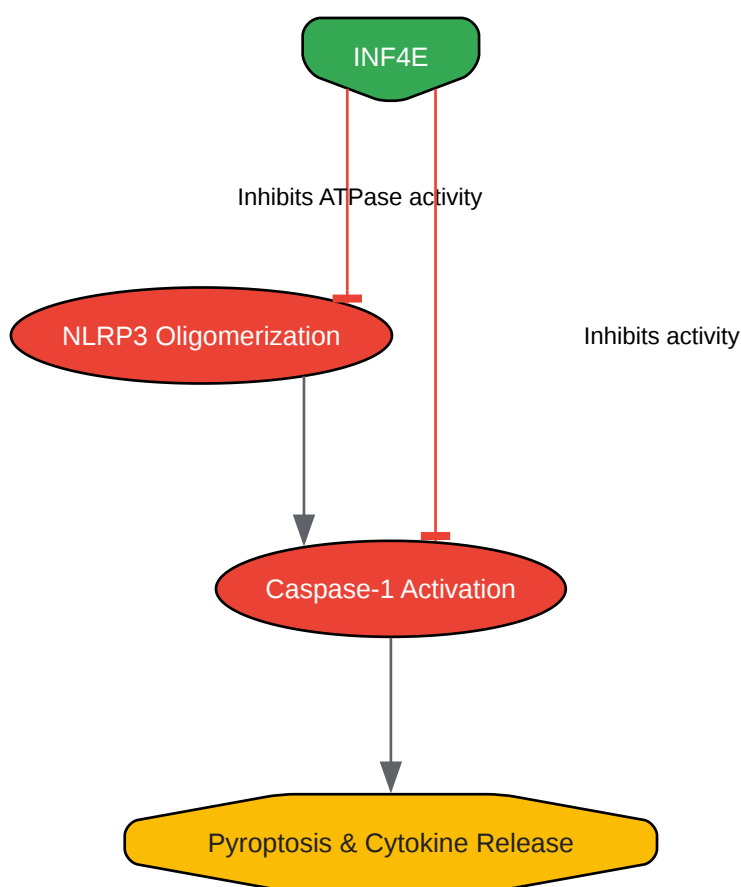 INF4E
Inhibits ATPase activity
NLRP3 Oligomerization
Inhibits activity
Caspase-1 Activation
Pyroptosis & Cytokine Release